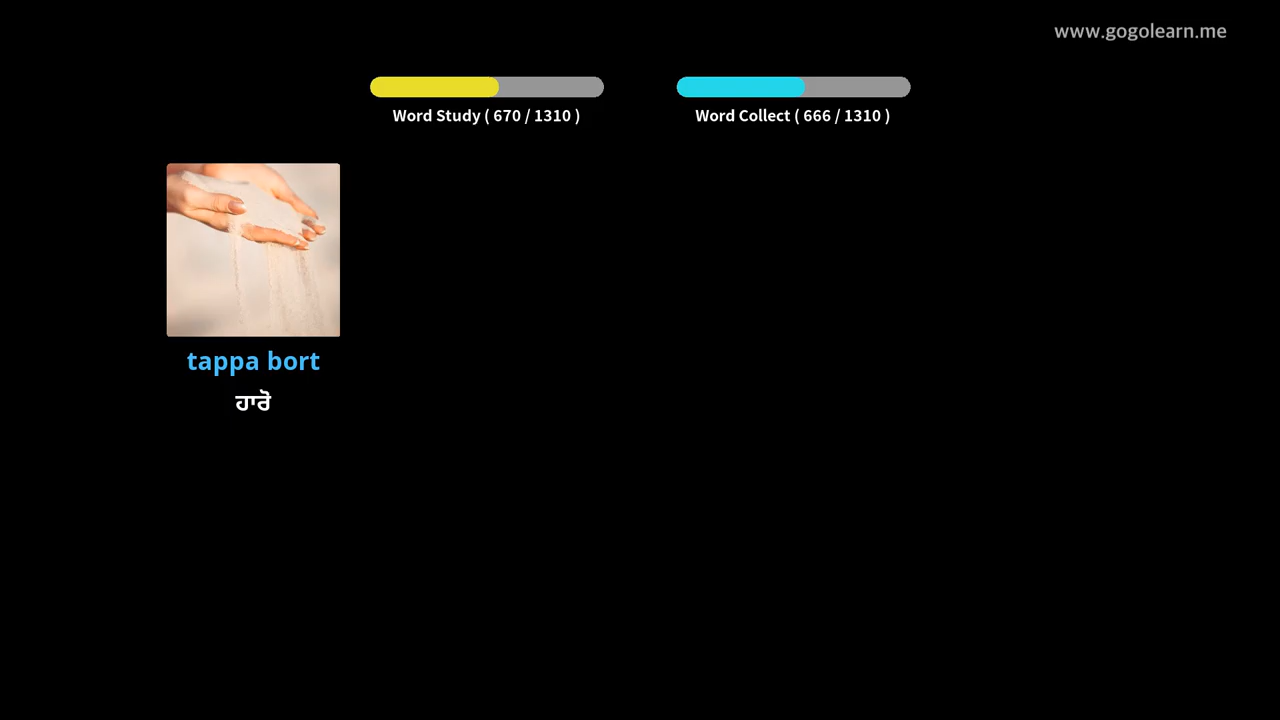 www.gogolearn.me
Word Study ( 670 / 1310 )
Word Collect ( 666 / 1310 )
tappa bort
ਹਾਰੋ